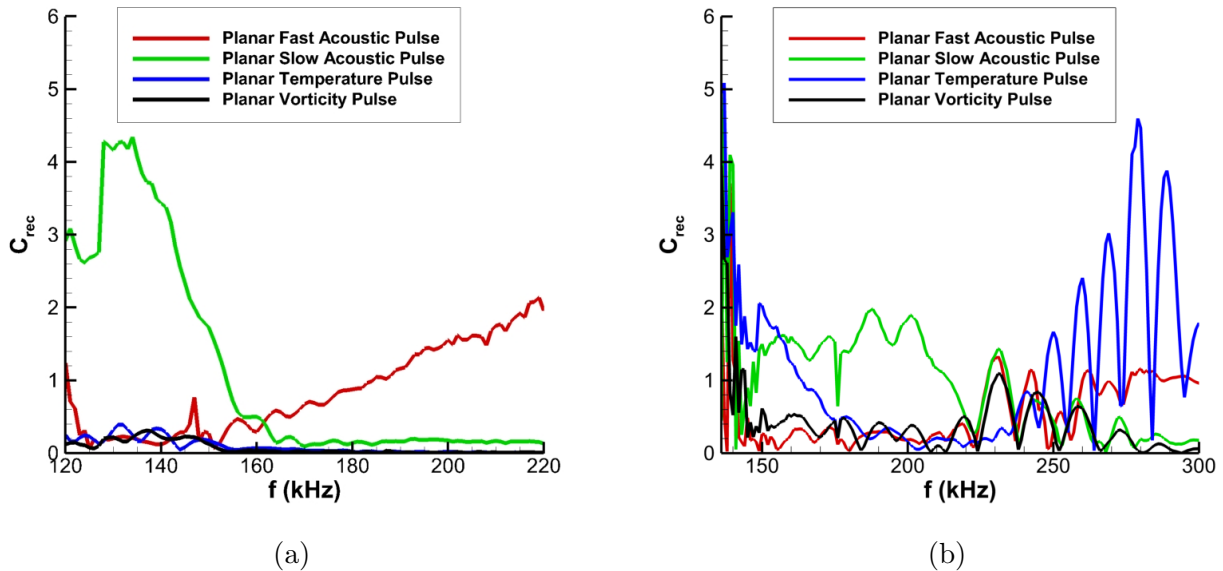 6
5
4
3
2
1
0
C_rec
Planar Fast Acoustic Pulse
Planar Slow Acoustic Pulse
Planar Temperature Pulse
Planar Vorticity Pulse
120 140 160 180 200 220
f (kHz)
(a)
6
5
4
3
2
1
0
C_rec
Planar Fast Acoustic Pulse
Planar Slow Acoustic Pulse
Planar Temperature Pulse
Planar Vorticity Pulse
150 200 250 300
f (kHz)
(b)